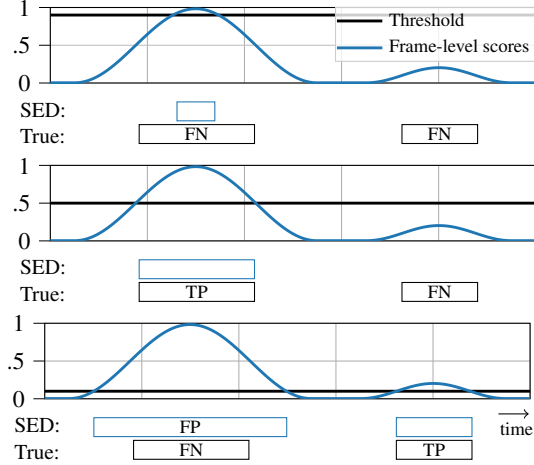 1
Threshold
.5
Frame-level scores
0
SED:
True: FN FN
1
.5
0
SED:
True: TP FN
1
.5
0
SED: FP
time
True: FN TP